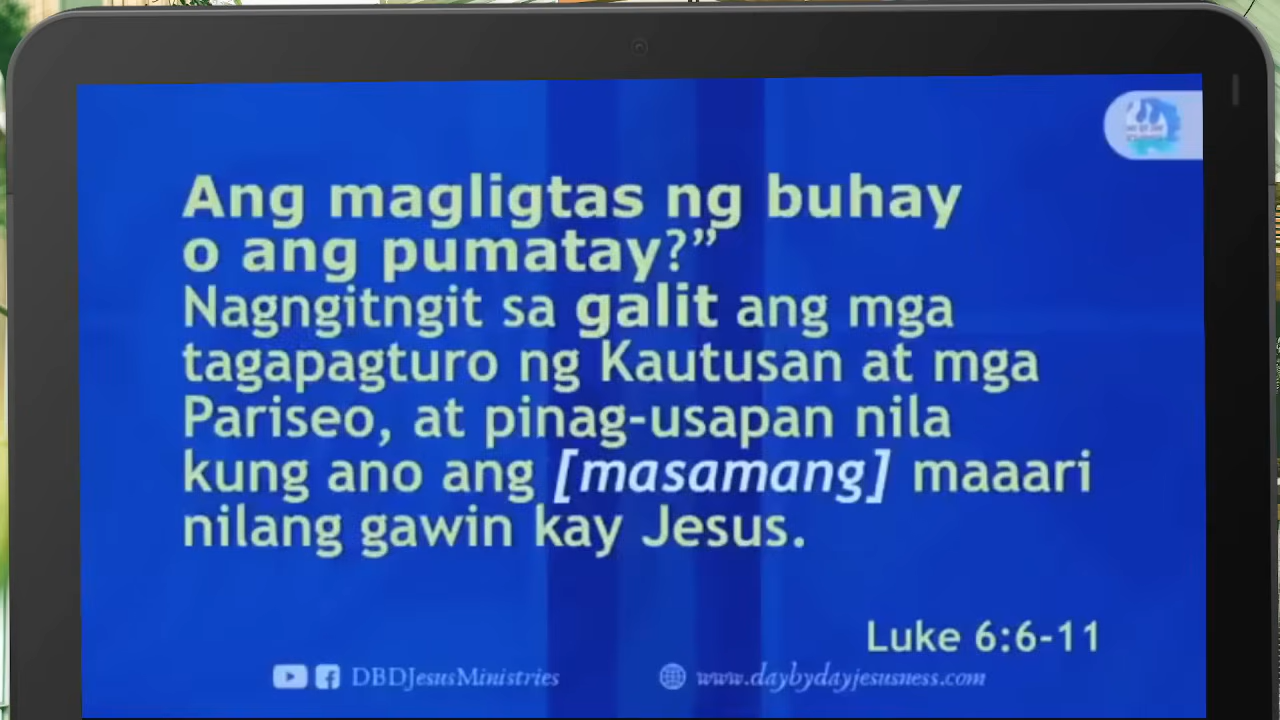 Ang magligtas ng buhay
o ang pumatay?”
Nagngitngit sa galit ang mga
tagapagturo ng Kautusan at mga
Pariseo, at pinag-usapan nila
kung ano ang [masamang] maaari
nilang gawin kay Jesus.
Luke 6:6-11
DBDJesusMinistries
www.daybydayjesusness.com